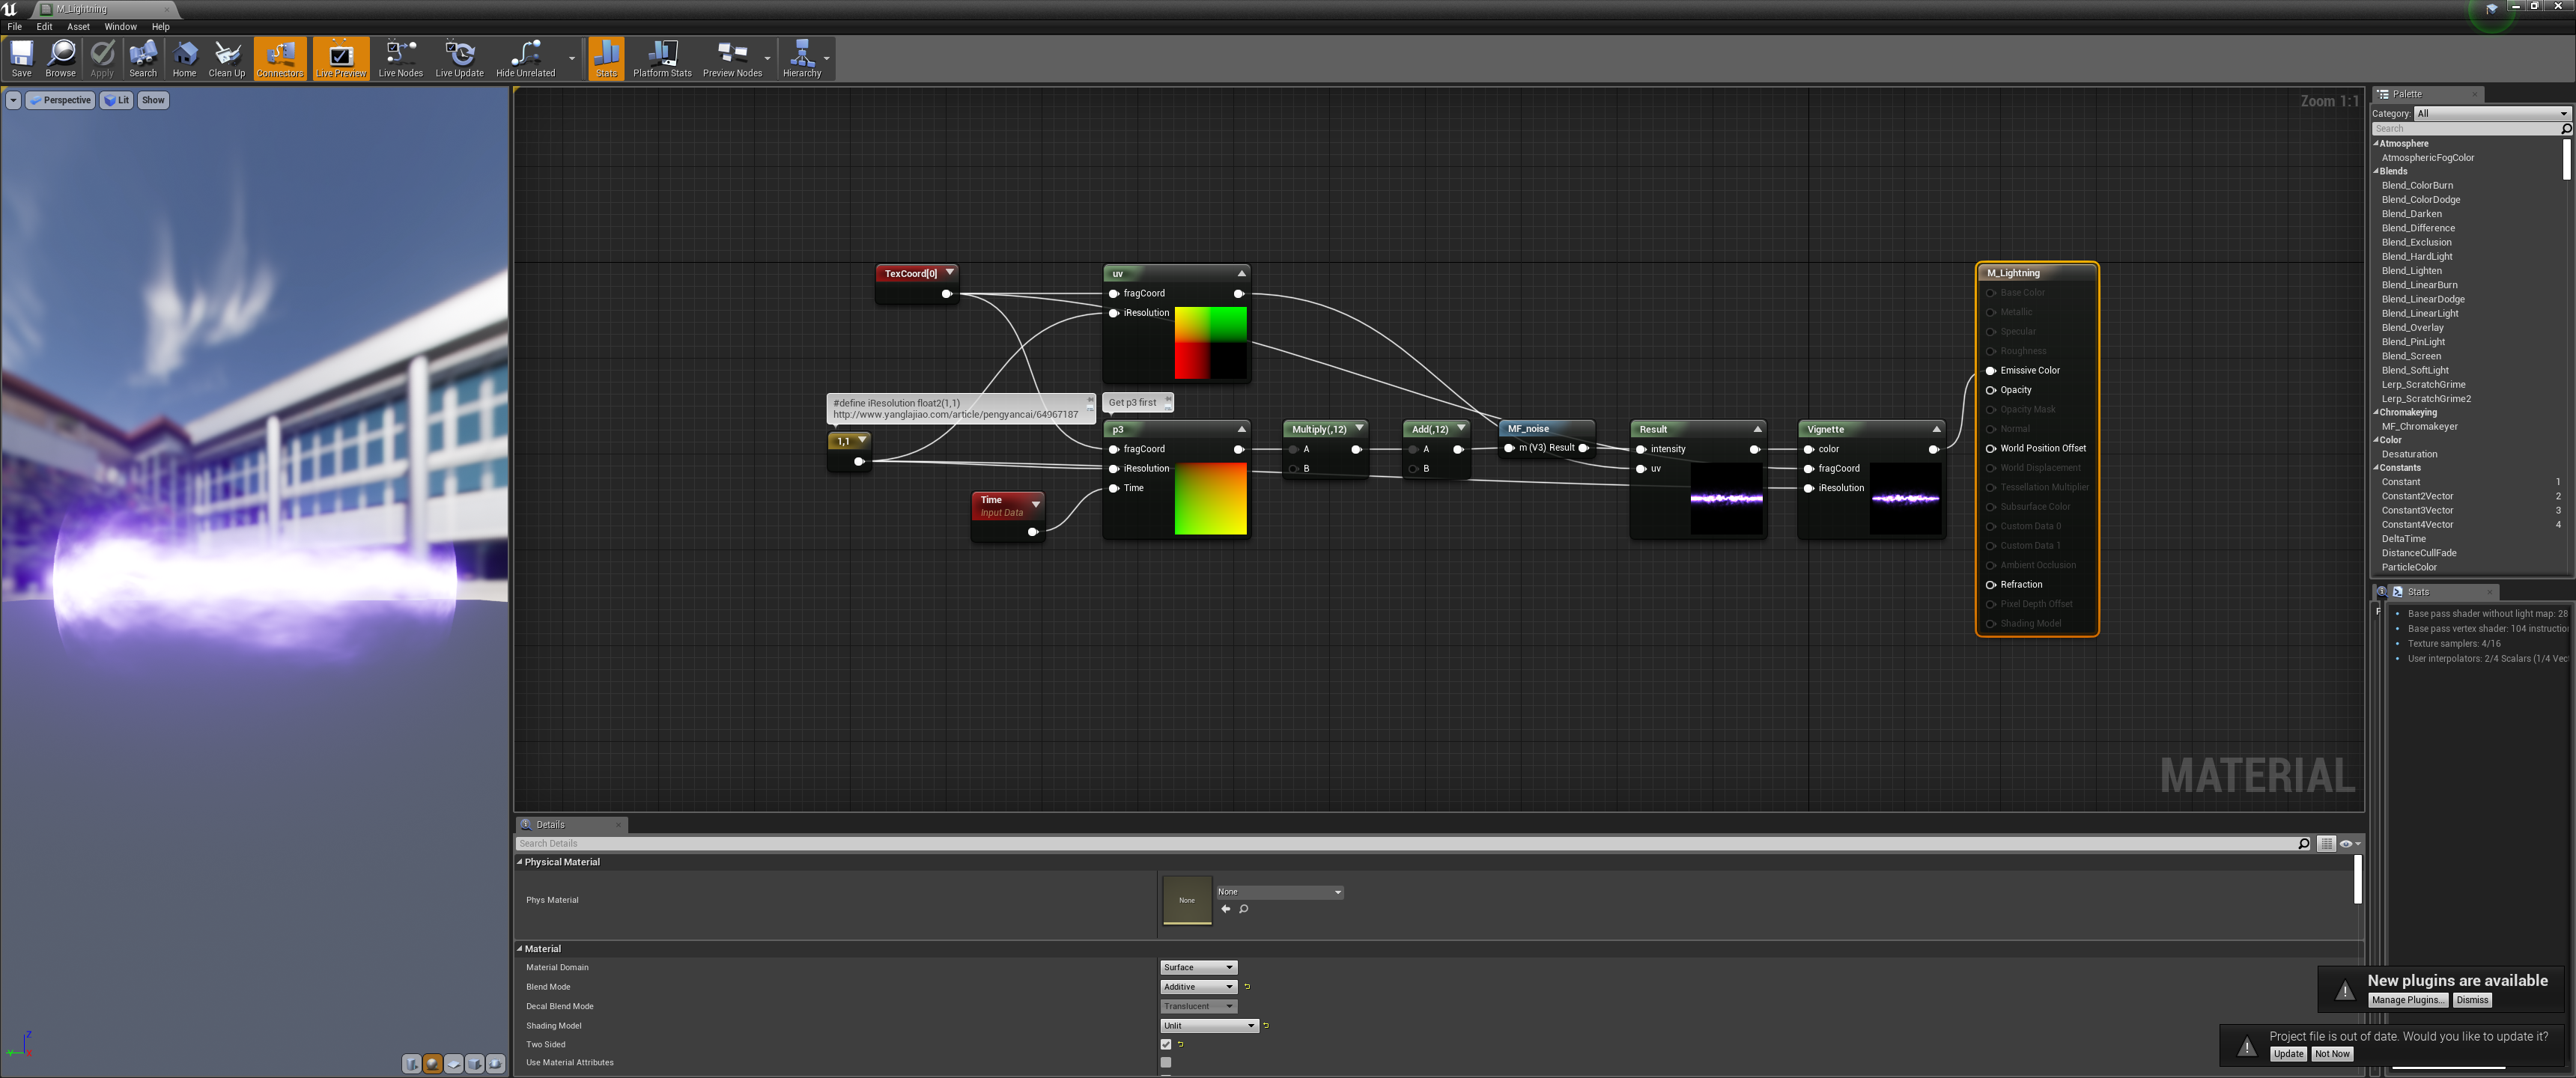 M_Lightning
File Edit Asset Window Help
Save Browse Apply Search Home Clean Up Connectors Live Preview Live Nodes Live Update Hide Unrelated Stats Platform Stats Preview Nodes Hierarchy
Perspective Lit Show
Zoom 1:1
TexCoord[0]
uv
fragCoord
iResolution
#define iResolution float2(1,1)
http://www.yanglajiao.com/article/pengyancai/64967187
Get p3 first
1,1
p3
fragCoord
iResolution
Time
Time
Input Data
Multiply(,12)
A
B
Add(,12)
A
B
MF_noise
m (V3) Result
Result
intensity
uv
Vignette
color
fragCoord
iResolution
M_Lightning
Base Color
Metallic
Specular
Roughness
Emissive Color
Opacity
Opacity Mask
Normal
World Position Offset
World Displacement
Tessellation Multiplier
Subsurface Color
Custom Data 0
Custom Data 1
Ambient Occlusion
Refraction
Pixel Depth Offset
Shading Model
MATERIAL
Details
Search Details
Physical Material
Phys Material
None
None
Material
Material Domain Surface
Blend Mode Additive
Decal Blend Mode Translucent
Shading Model Unlit
Two Sided
Use Material Attributes
Palette
Category: All
Search
Atmosphere
AtmosphericFogColor
Blends
Blend_ColorBurn
Blend_ColorDodge
Blend_Darken
Blend_Difference
Blend_Exclusion
Blend_HardLight
Blend_Lighten
Blend_LinearBurn
Blend_LinearDodge
Blend_LinearLight
Blend_Overlay
Blend_PinLight
Blend_Screen
Blend_SoftLight
Lerp_ScratchGrime
Lerp_ScratchGrime2
Chromakeying
MF_Chromakeyer
Color
Desaturation
Constants
Constant 1
Constant2Vector 2
Constant3Vector 3
Constant4Vector 4
DeltaTime
DistanceCullFade
ParticleColor
Stats
Base pass shader without light map: 28
Base pass vertex shader: 104 instructio
Texture samplers: 4/16
User interpolators: 2/4 Scalars (1/4 Vec
New plugins are available
Manage Plugins... Dismiss
Project file is out of date. Would you like to update it?
Update Not Now